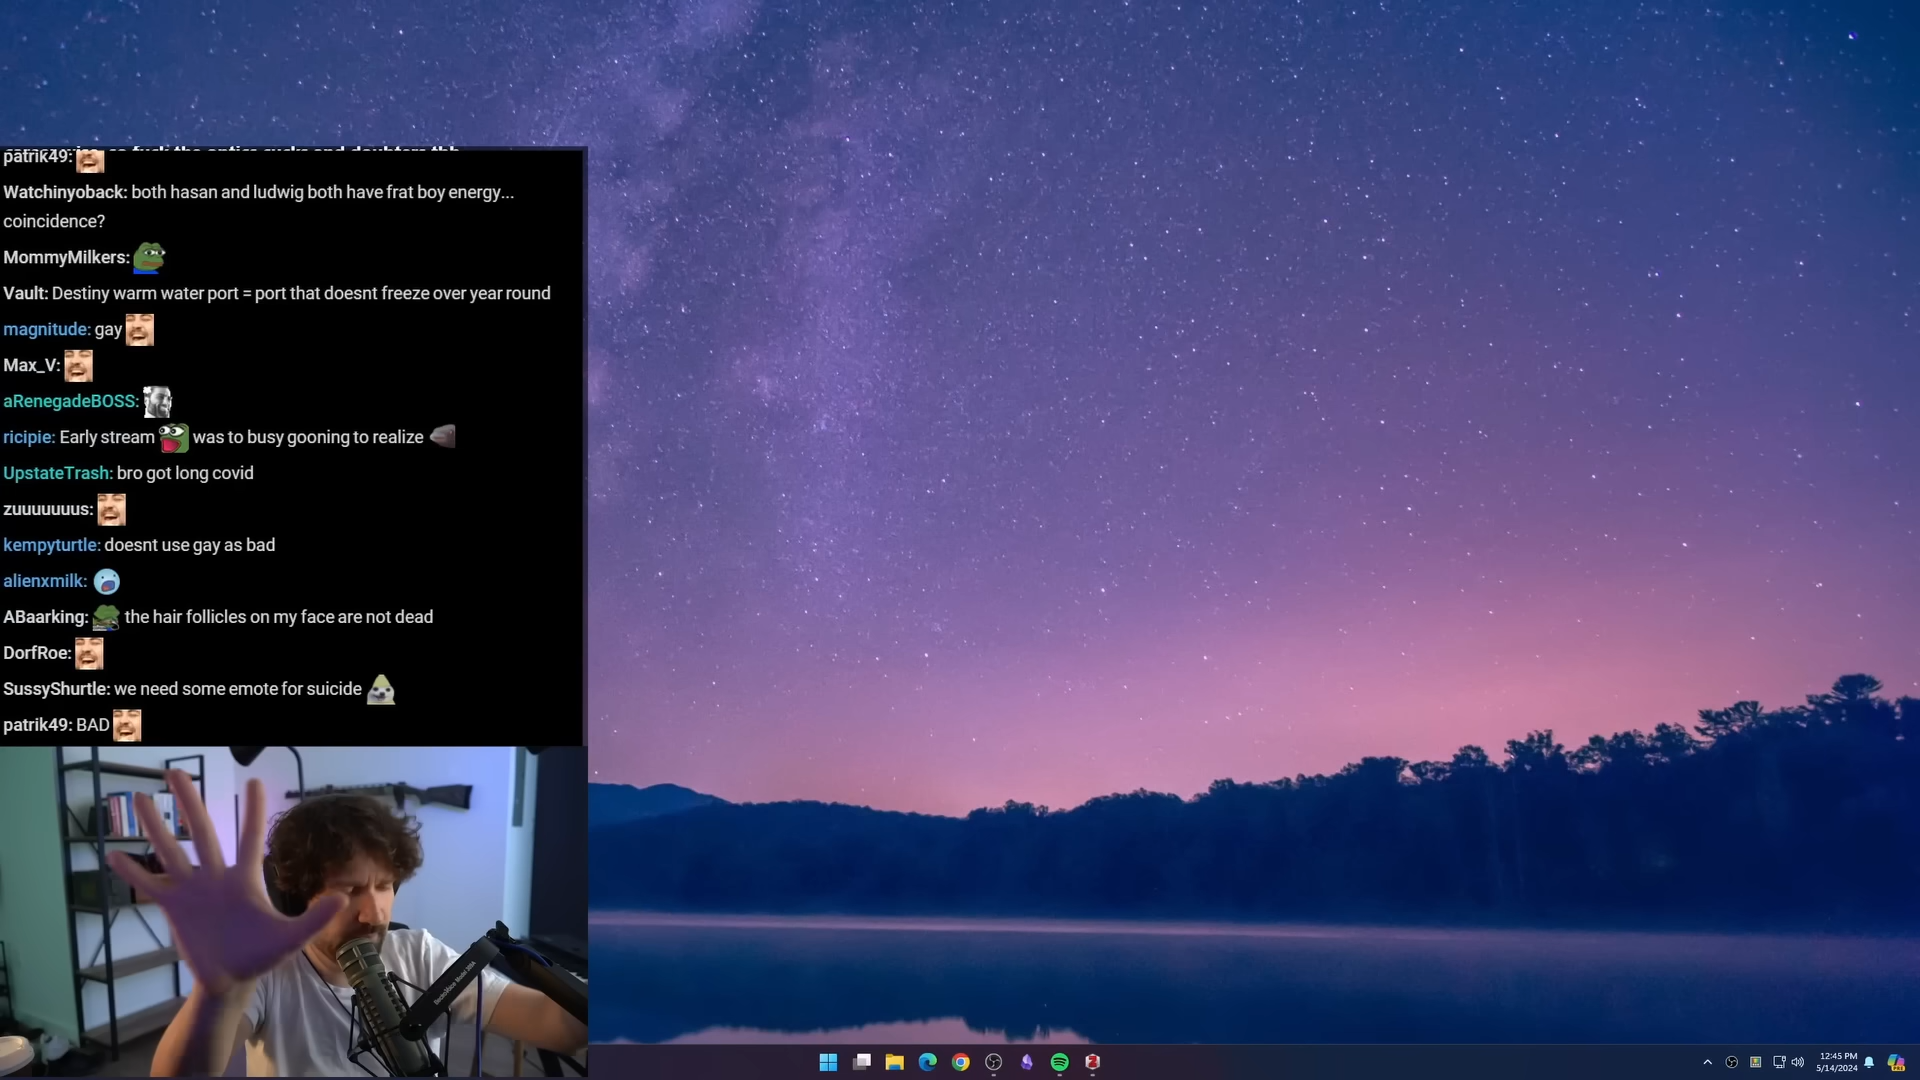 patrik49:
Watchinyoback: both hasan and ludwig both have frat boy energy...
coincidence?
MommyMilkers:
Vault: Destiny warm water port = port that doesnt freeze over year round
magnitude: gay
Max_V:
aRenegadeBOSS:
ricipie: Early stream was to busy gooning to realize
UpstateTrash: bro got long covid
zuuuuuuus:
kempyturtle: doesnt use gay as bad
alienxmilk:
ABaarking: the hair follicles on my face are not dead
DorfRoe:
SussyShurtle: we need some emote for suicide
patrik49: BAD
12:45 PM
5/14/2024